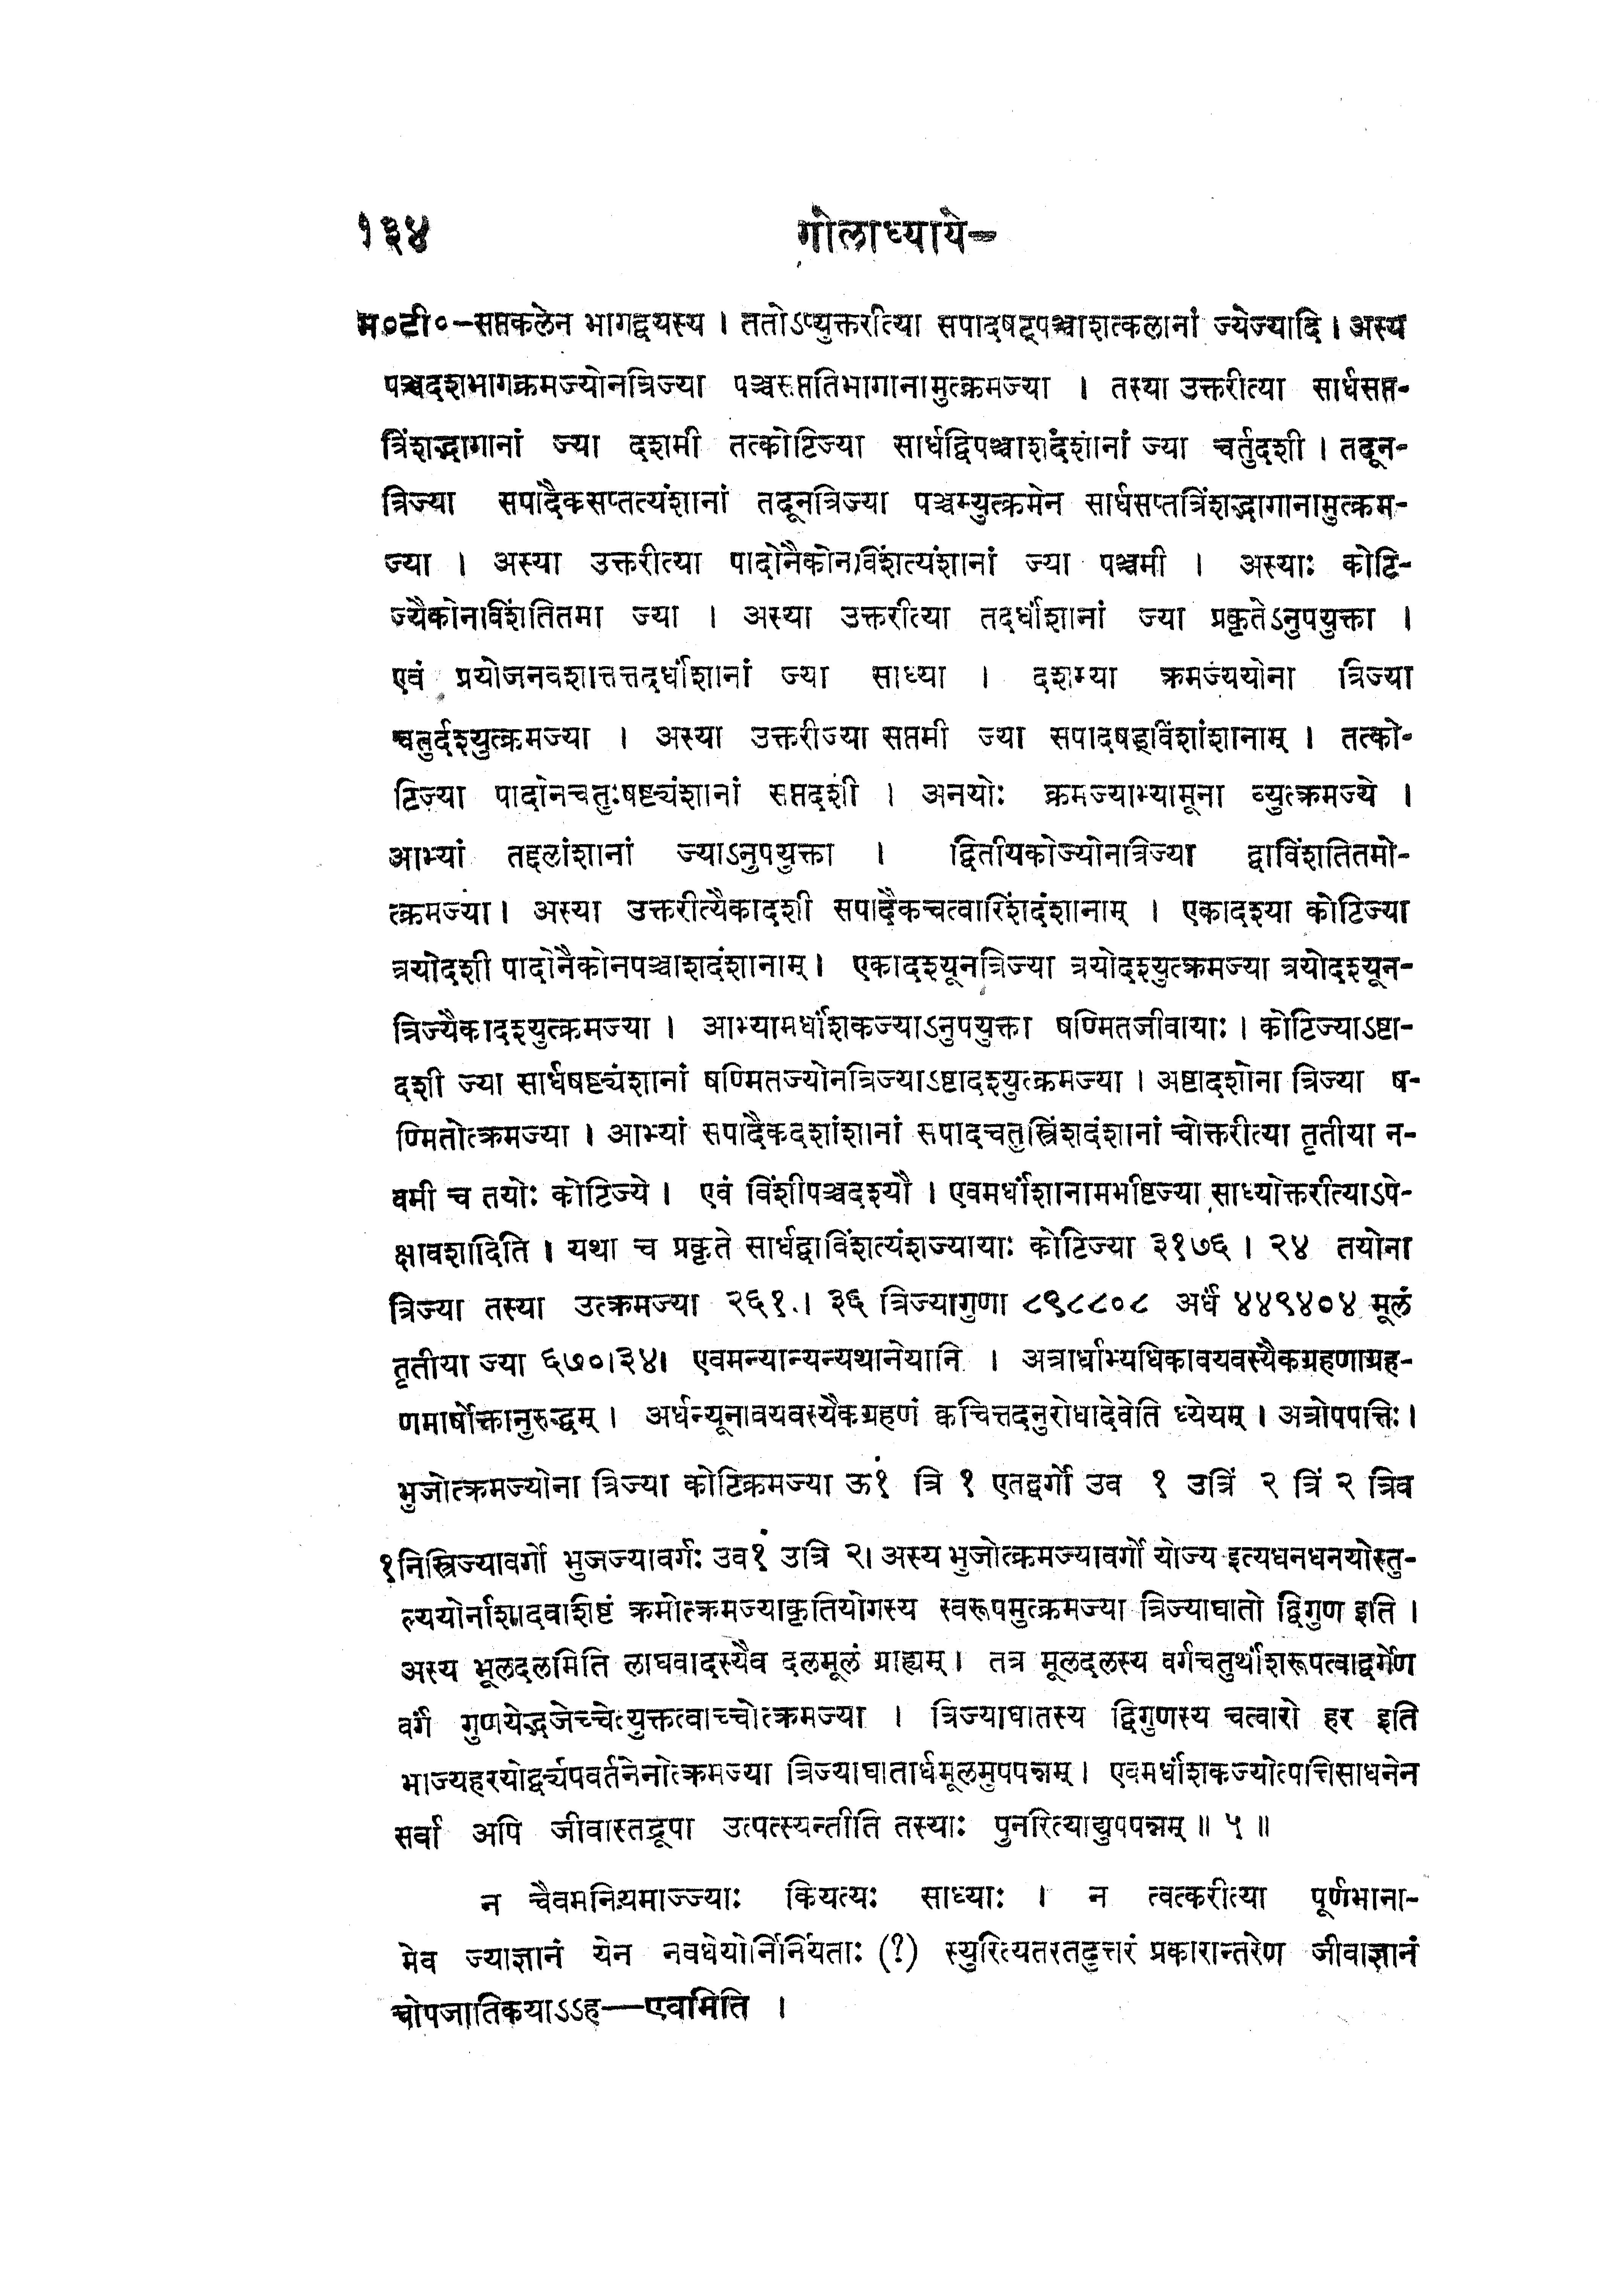 १३४ गोलाध्याये-
म०टी०-सप्तकलेन भागद्वयस्य । ततोऽप्युक्तरीत्या सपादषट्पञ्चाशत्कलानां ज्येज्यादि । अस्य
पञ्चदशभागक्रमज्योनत्रिज्या पञ्चसप्ततिभागानामुत्क्रमज्या । तस्या उक्तरीत्या सार्धसप्त-
त्रिंशद्भागानां ज्या दशमी तत्कोटिज्या सार्धद्विपञ्चाशदंशानां ज्या चर्तुदशी । तदून-
त्रिज्या सपादैकसप्तत्यंशानां तदूनत्रिज्या पञ्चम्युत्क्रमेन सार्धसप्तत्रिंशद्भागानामुत्क्रम-
ज्या । अस्या उक्तरीत्या पादोनैकोनविंशत्यंशानां ज्या पञ्चमी । अस्याः कोटि-
ज्यैकोनविंशतितमा ज्या । अस्या उक्तरीत्या तदर्धांशानां ज्या प्रकृतेऽनुपयुक्ता ।
एवं प्रयोजनवशात्तत्तदर्धांशानां ज्या साध्या । दशम्या क्रमज्यया‍ेना त्रिज्या
चतुर्दश्युत्क्रमज्या । अस्या उक्तरीज्या सप्तमी ज्या सपादषड्विंशांशानाम् । तत्को-
टिज्या पादोनचतुःषष्ट्यंशानां सप्तदशी । अनयोः क्रमज्याभ्यामूना व्युत्क्रमज्ये ।
आभ्यां तद्दलांशानां ज्याऽनुपयुक्ता । द्वितीयकोज्योनत्रिज्या द्वाविंशतितमो-
त्क्रमज्या । अस्या उक्तरीत्यैकादशी सपादैकचत्वारिंशदंशानाम् । एकादश्या कोटिज्या
त्रयोदशी पादोनैकोनपञ्चाशदंशानाम् । एकादश्यूनत्रिज्या त्रयोदश्युत्क्रमज्या त्रयोदश्यून-
त्रिज्यैकादश्युत्क्रमज्या । आभ्यामर्धांशकज्याऽनुपयुक्ता षण्मितजीवायाः । कोटिज्याऽष्टा-
दशी ज्या सार्धषष्ट्यंशानां षण्मितज्योनत्रिज्याऽष्टादश्युत्क्रमज्या । अष्टादशोना त्रिज्या ष-
ण्मितोत्क्रमज्या । आभ्यां सपादैकदशांशानां सपादचतुस्त्रिंशदंशानां चोक्तरीत्या तृतीया न-
वमी च तयोः कोटिज्ये । एवं विंशीपञ्चदश्यौ । एवमर्धांशानामभीष्टिज्या साध्योक्तरीत्याऽपे-
क्षावशादिति । यथा च प्रकृते सार्धद्वाविंशत्यंशज्यायाः कोटिज्या ३१७६ । २४ तयोना
त्रिज्या तस्या उत्क्रमज्या २६१ । ३६ त्रिज्यागुणा ८९८८०८ अर्धं ४४९४०४ मूलं
तृतीया ज्या ६७०।३४। एवमन्यान्यन्यथानेयानि । अत्रार्धाभ्यधिकावयवस्यैकग्रहणाग्रह-
णमार्षोक्तानुरुद्धम् । अर्धन्यूनावयवस्यैकग्रहणं क्वचित्तदनुरोधादेवेति ध्येयम् । अत्रोपपत्तिः ।
भुजोत्क्रमज्योना त्रिज्या कोटिक्रमज्या ऊ१ं त्रि १ एतद्वर्गो उव १ उत्रिं २ त्रिं २ त्रिव
१निस्त्रिज्यावर्गो भुजज्यावर्गः उव१ं उत्रि २। अस्य भुजोत्क्रमज्यावर्गो योज्य इत्यधनधनयोस्तु-
ल्ययोर्नाशादवशिष्टं क्रमोत्क्रमज्याकृतियोगस्य स्वरूपमुत्क्रमज्या त्रिज्याघातो द्विगुण इति ।
अस्य भूलदलमिति लाघवादस्यैव दलमूलं ग्राह्यम् । तत्र मूलदलस्य वर्गचतुर्थांशरूपत्वाद्वर्गेण
वर्गं गुणयेद्भजेच्चेत्युक्तत्वाच्चोत्क्रमज्या । त्रिज्याघातस्य द्विगुणस्य चत्वारो हर इति
भाज्यहरयोर्द्व्यपवर्तनेनोत्क्रमज्या त्रिज्याघातार्धमूलमुपपन्नम् । एवमर्धांशकज्योत्पत्तिसाधनेन
सर्वा अपि जीवास्तद्रूपा उत्पत्स्यन्तीति तस्याः पुनरित्याद्युपपन्नम् ॥ ५ ॥
न चैवमनियमाज्ज्याः कियत्यः साध्याः । न त्वत्करीत्या पूर्णभाना-
मेव ज्याज्ञानं येन नवधेयोर्निर्नियताः (?) स्युरित्यतरतदुत्तरं प्रकारान्तरेण जीवाज्ञानं
चोपजातिकयाऽऽह—एवमिति ।